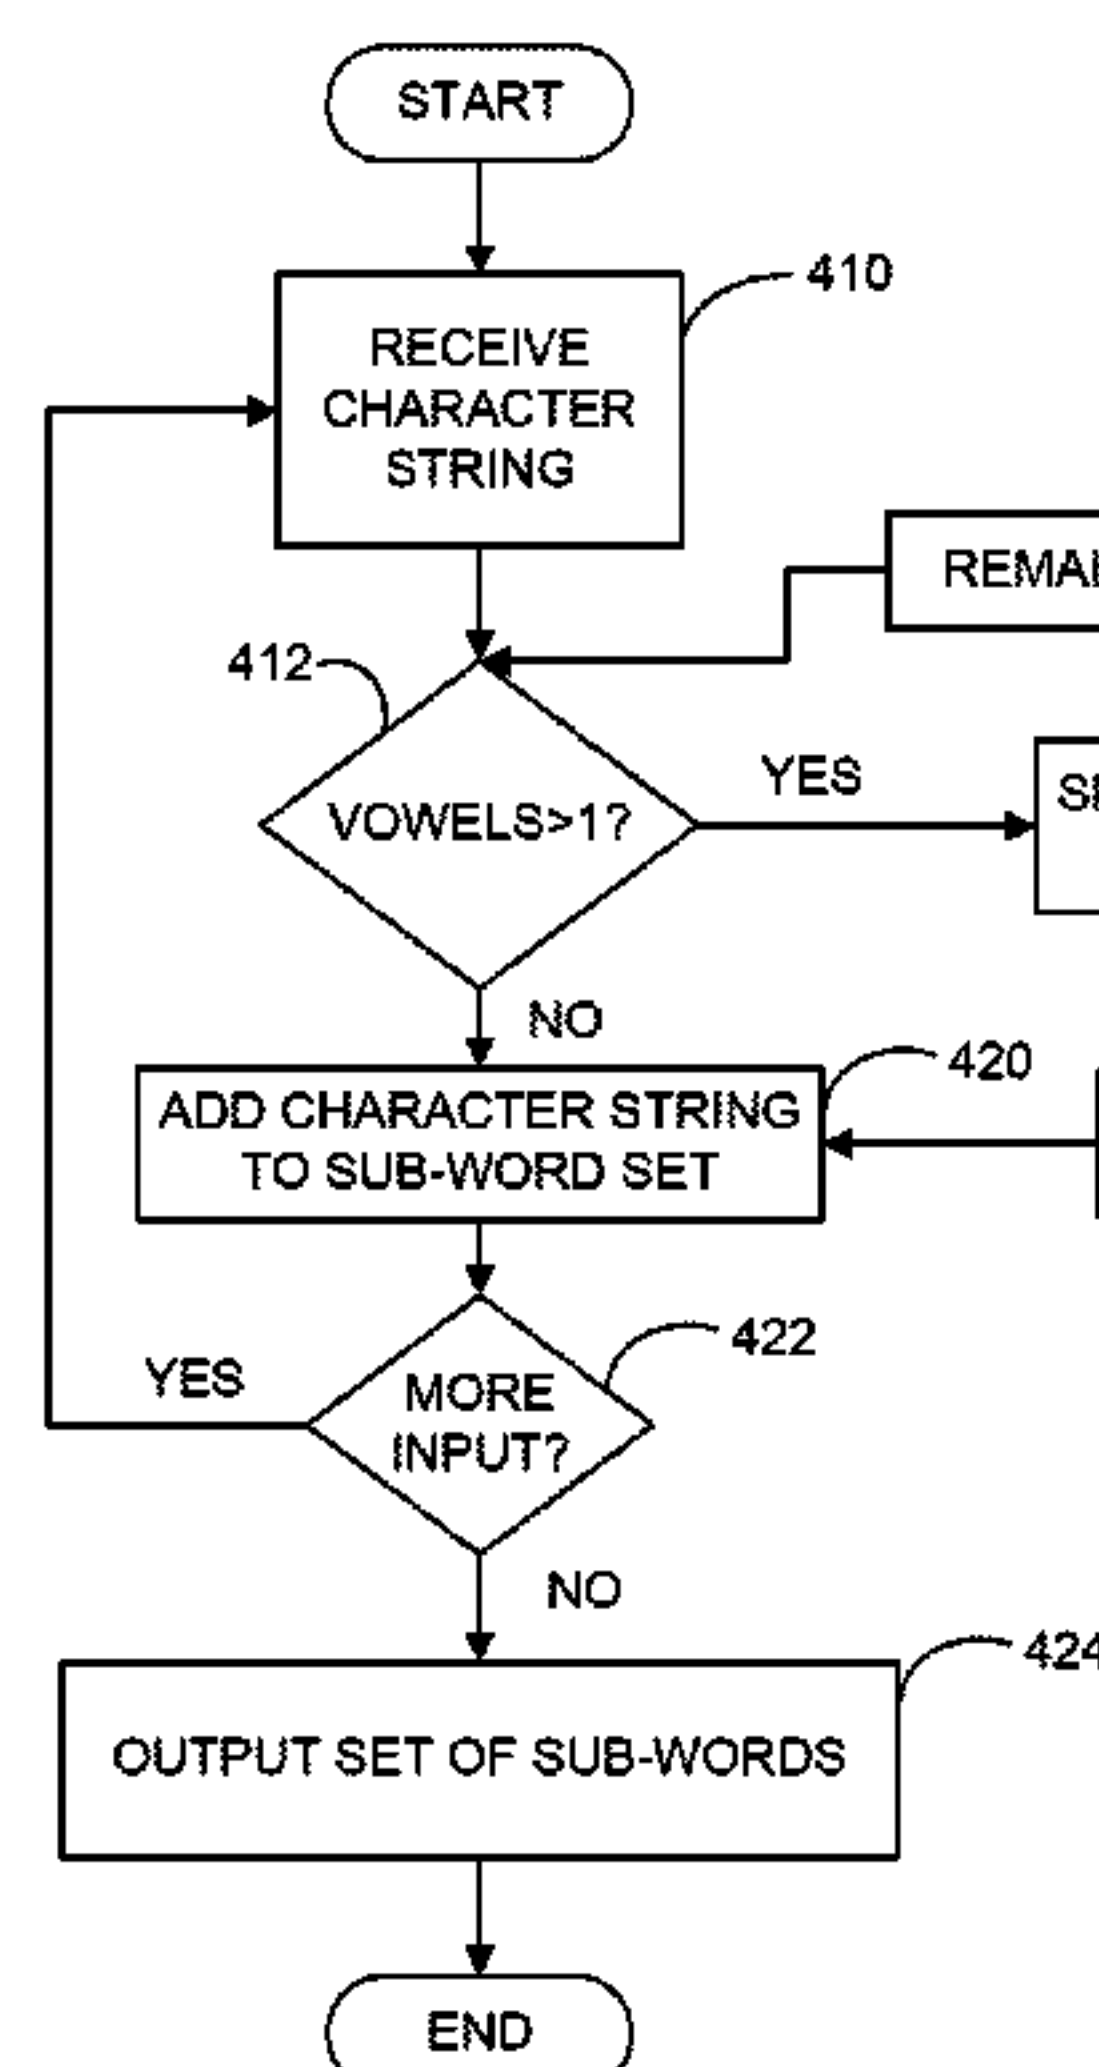 START
410
RECEIVE
CHARACTER
STRING
412
VOWELS>1?
YES
NO
420
ADD CHARACTER STRING
TO SUB-WORD SET
422
YES
MORE
INPUT?
NO
424
OUTPUT SET OF SUB-WORDS
END